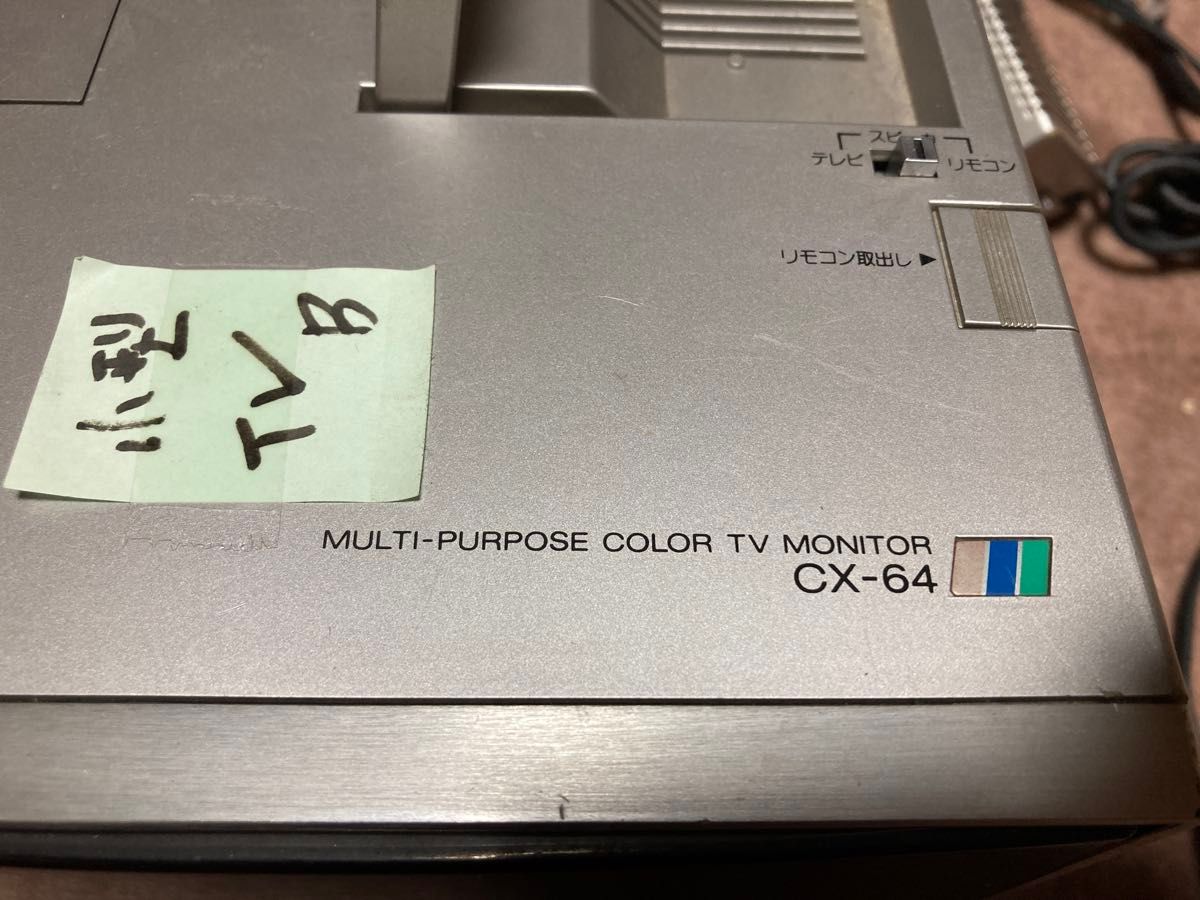 スピーカ
テレビ リモコン
リモコン取出し ▶
小型
TV
B
MULTI-PURPOSE COLOR TV MONITOR
CX-64